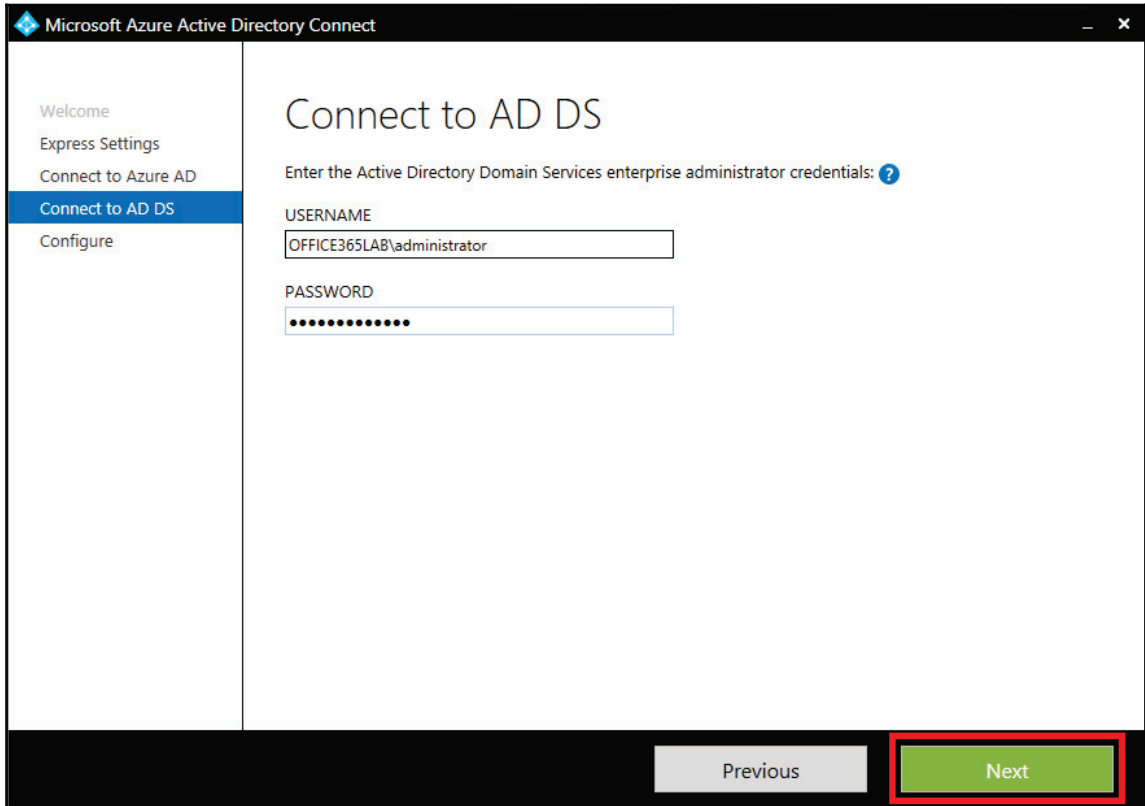 Microsoft Azure Active Directory Connect
Welcome
Express Settings
Connect to Azure AD
Connect to AD DS
Configure
Connect to AD DS
Enter the Active Directory Domain Services enterprise administrator credentials: ?
USERNAME
OFFICE365LAB\administrator
PASSWORD
•••••••••••••
Previous
Next